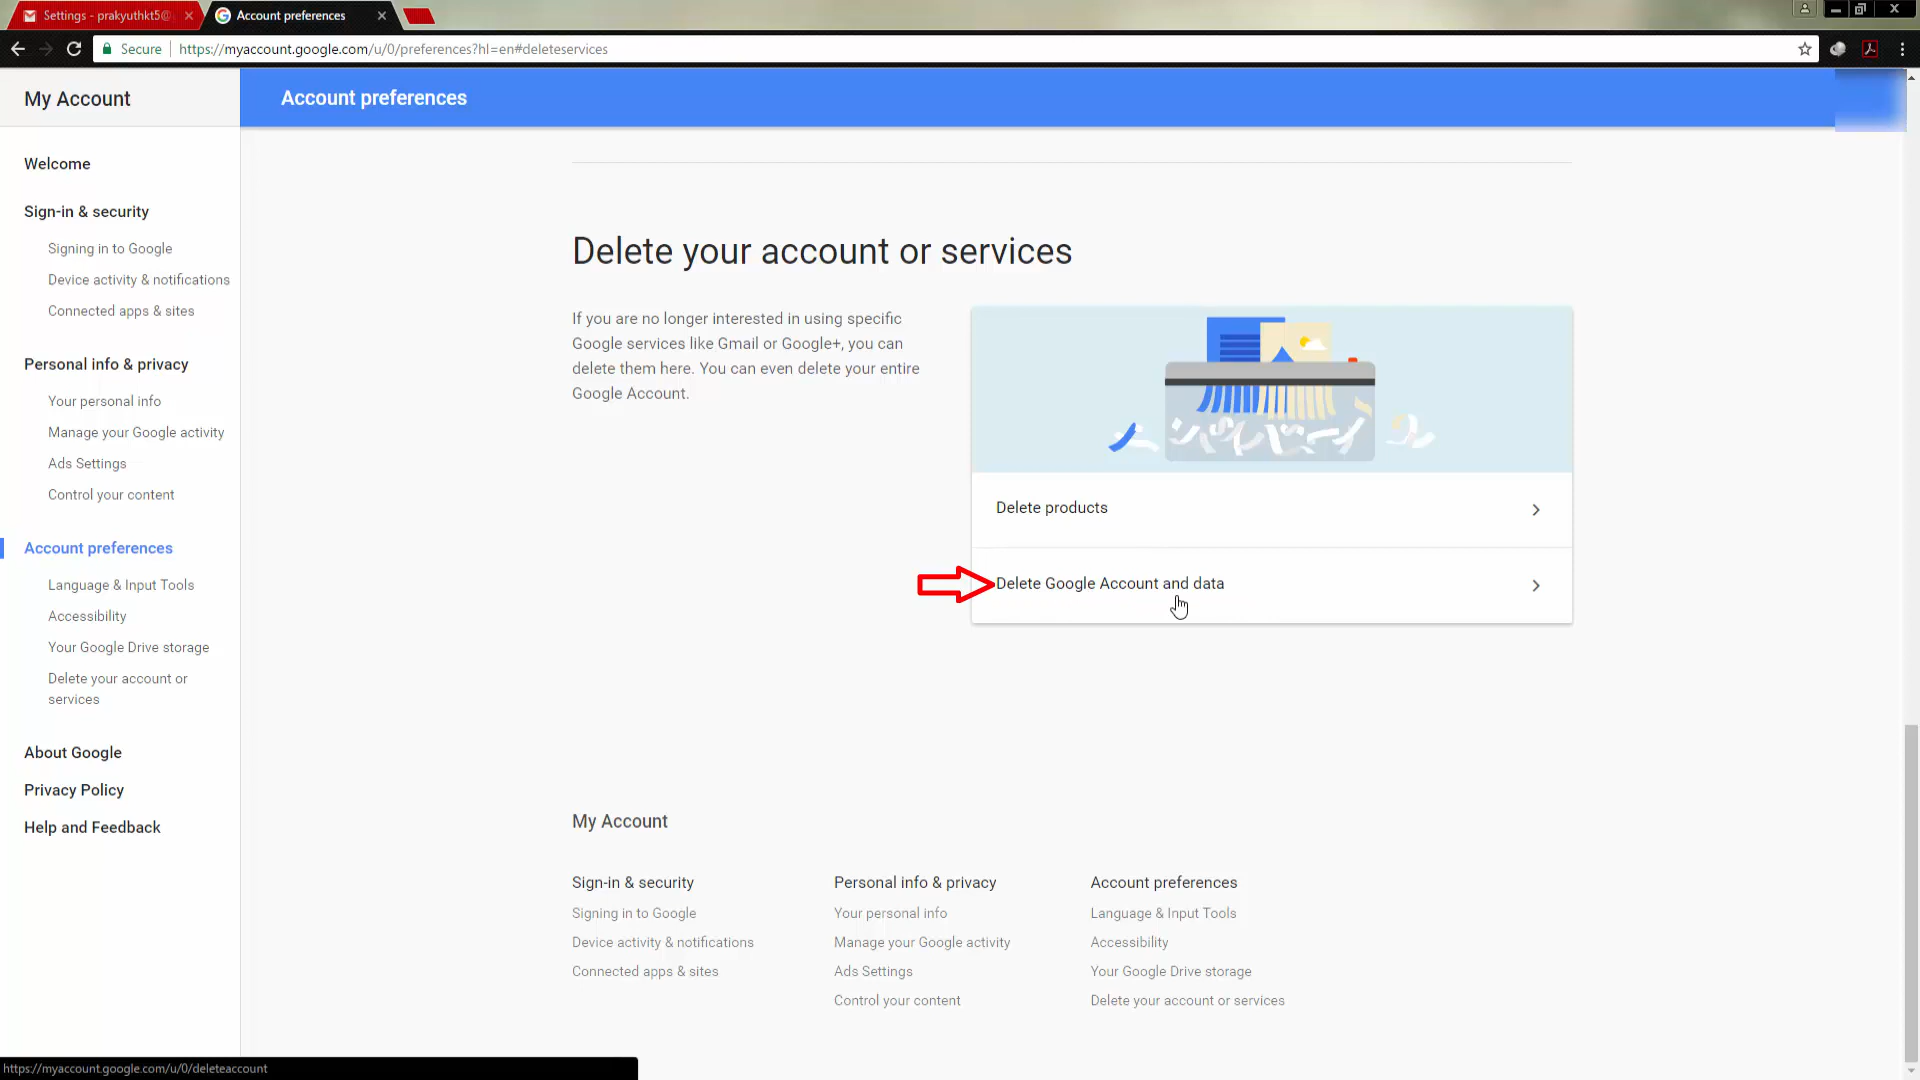 Settings - prakyuthkt5@
Account preferences
Secure
https://myaccount.google.com/u/0/preferences?hl=en#deleteservices
My Account
Account preferences
Welcome
Sign-in & security
Signing in to Google
Device activity & notifications
Connected apps & sites
Personal info & privacy
Your personal info
Manage your Google activity
Ads Settings
Control your content
Account preferences
Language & Input Tools
Accessibility
Your Google Drive storage
Delete your account or
services
About Google
Privacy Policy
Help and Feedback
Delete your account or services
If you are no longer interested in using specific
Google services like Gmail or Google+, you can
delete them here. You can even delete your entire
Google Account.
Delete products
Delete Google Account and data
My Account
Sign-in & security
Signing in to Google
Device activity & notifications
Connected apps & sites
Personal info & privacy
Your personal info
Manage your Google activity
Ads Settings
Control your content
Account preferences
Language & Input Tools
Accessibility
Your Google Drive storage
Delete your account or services
https://myaccount.google.com/u/0/deleteaccount